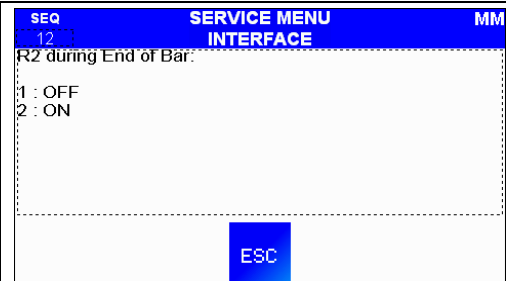 SEQ SERVICE MENU MM
12 INTERFACE
R2 during End of Bar:
1 : OFF
2 : ON
ESC